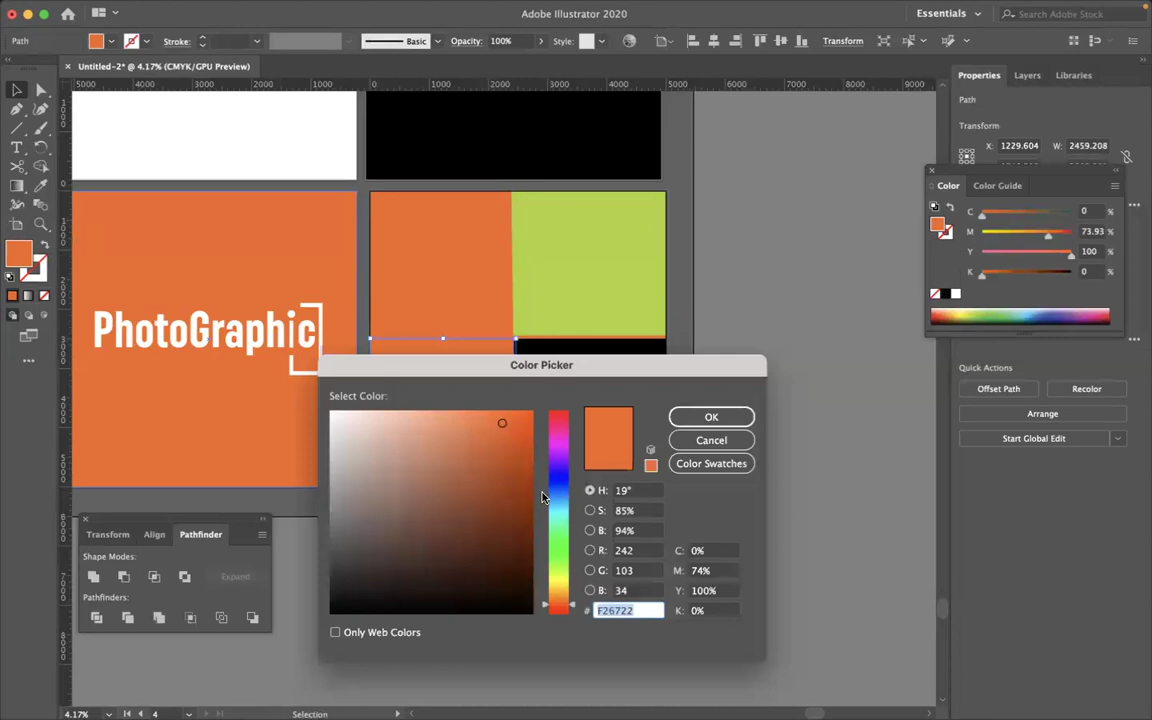 Adobe Illustrator 2020
Essentials
Search Adobe Stock
Path
Stroke:
Basic
Opacity:
100%
Style:
Transform
× Untitled-2* @ 4.17% (CMYK/GPU Preview)
5000 4000 3000 2000 1000 0 1000 2000 3000 4000 5000 6000 7000 8000 9000
Properties
Layers
Libraries
Path
Transform
X: 1229.604
W: 2459.208
Color
Color Guide
C 0 %
M 73.93 %
Y 100 %
K 0 %
PhotoGraphic
Color Picker
Select Color:
OK
Cancel
Color Swatches
H: 19°
S: 85%
B: 94%
R: 242
C: 0%
G: 103
M: 74%
B: 34
Y: 100%
# F26722
K: 0%
Only Web Colors
Quick Actions
Offset Path
Recolor
Arrange
Start Global Edit
Transform
Align
Pathfinder
Shape Modes:
Expand
Pathfinders:
4.17%
4
Selection